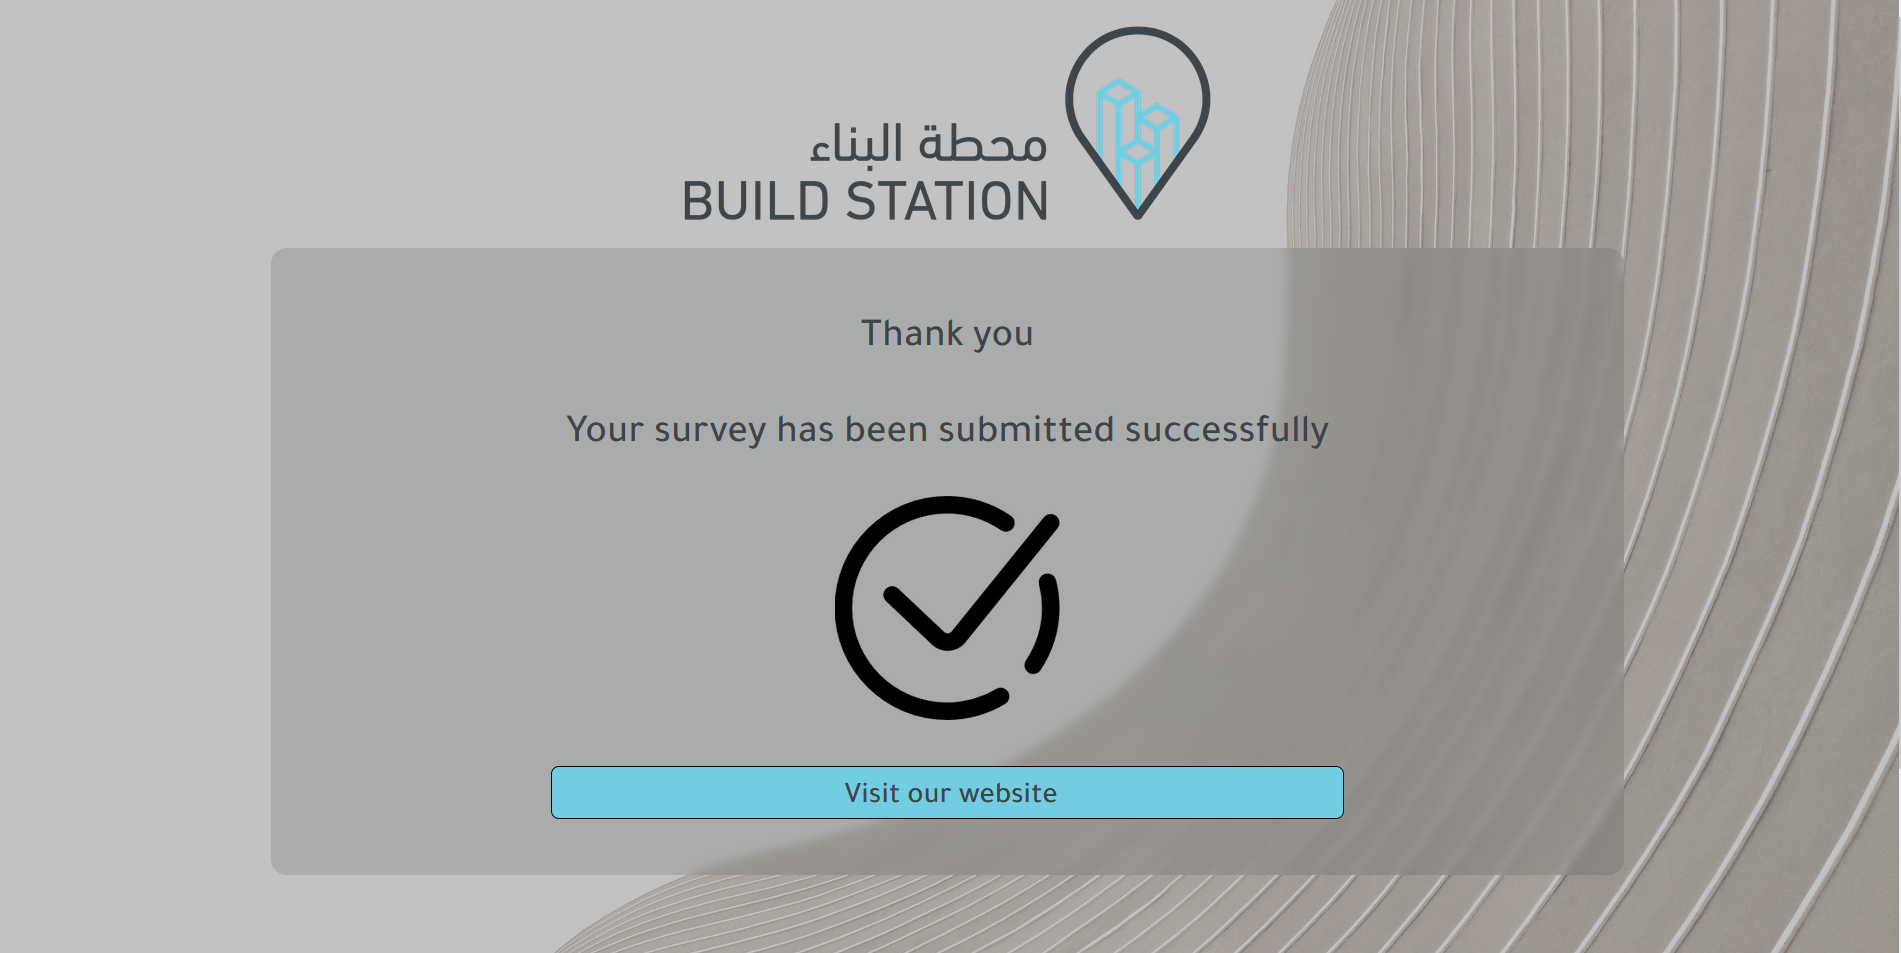 محطة البناء
BUILD STATION
Thank you
Your survey has been submitted successfully
Visit our website